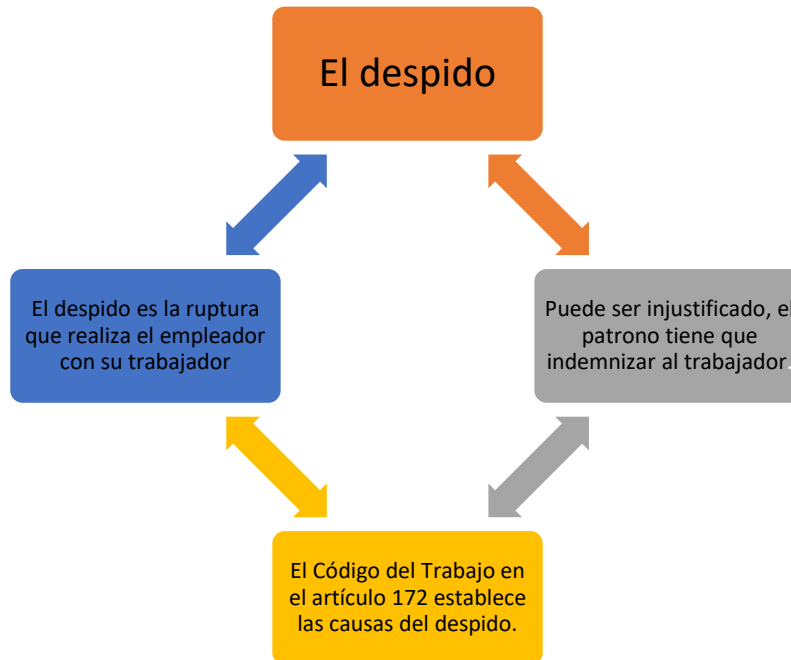 El despido
El despido es la ruptura
que realiza el empleador
con su trabajador
Puede ser injustificado, el
patrono tiene que
indemnizar al trabajador.
El Código del Trabajo en
el artículo 172 establece
las causas del despido.